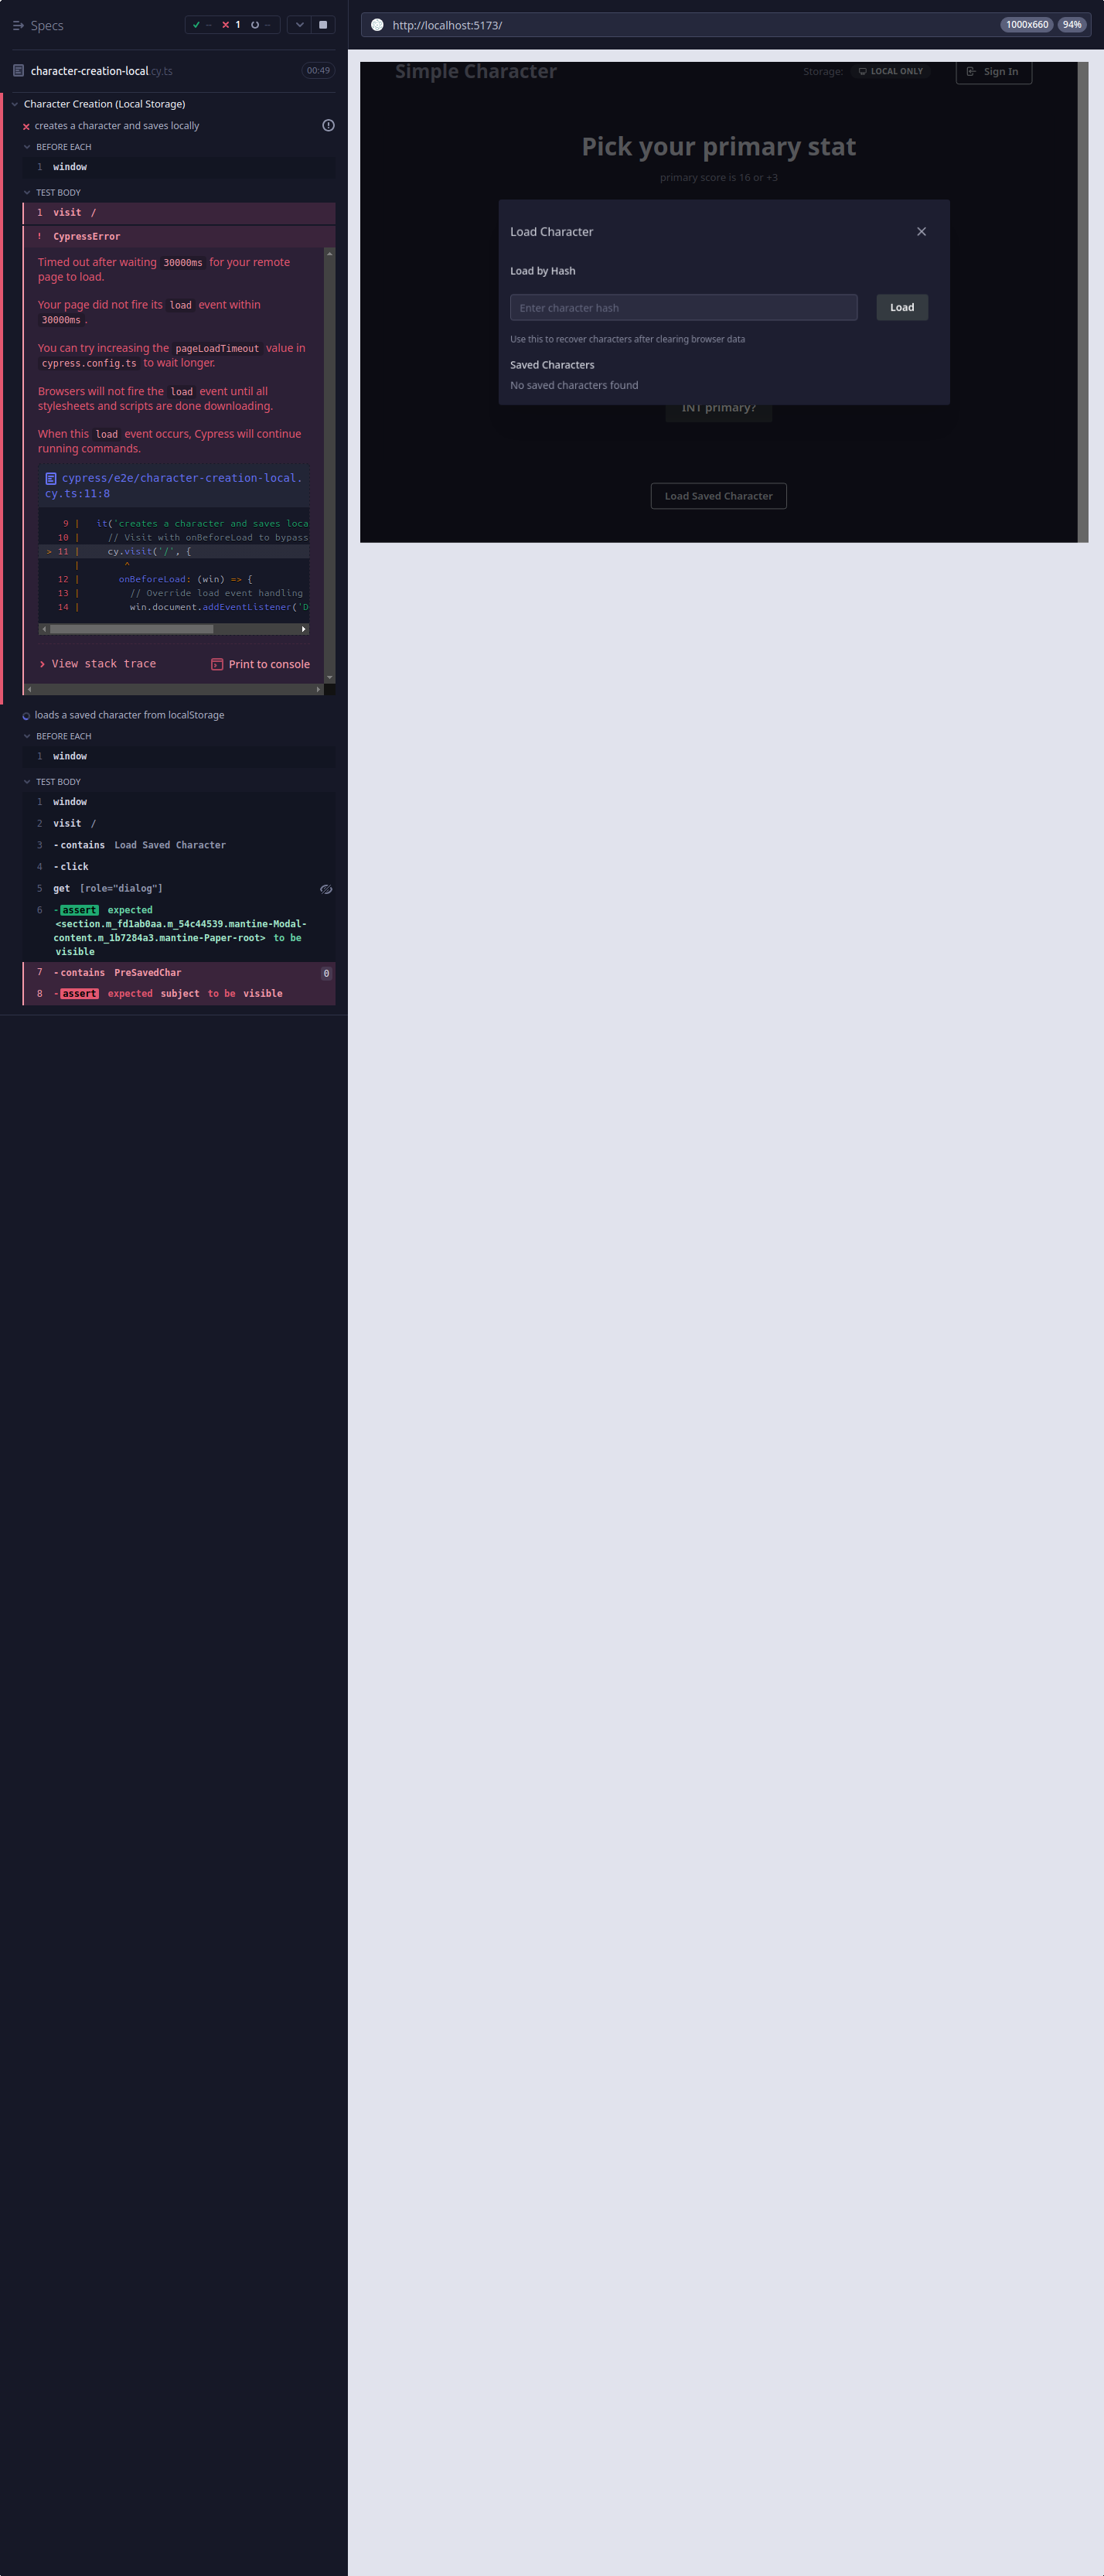 Specs
-- 1 --
character-creation-local.cy.ts 00:49
Character Creation (Local Storage)
creates a character and saves locally
BEFORE EACH
1 window
TEST BODY
1 visit /
! CypressError
Timed out after waiting 30000ms for your remote
page to load.
Your page did not fire its load event within
30000ms.
You can try increasing the pageLoadTimeout value in
cypress.config.ts to wait longer.
Browsers will not fire the load event until all
stylesheets and scripts are done downloading.
When this load event occurs, Cypress will continue
running commands.
cypress/e2e/character-creation-local.
cy.ts:11:8
9 | it('creates a character and saves loca
10 | // Visit with onBeforeLoad to bypass
> 11 | cy.visit('/', {
| ^
12 | onBeforeLoad: (win) => {
13 | // Override load event handling
14 | win.document.addEventListener('D
> View stack trace
Print to console
loads a saved character from localStorage
BEFORE EACH
1 window
TEST BODY
1 window
2 visit /
3 -contains Load Saved Character
4 -click
5 get [role="dialog"]
6 -assert expected
<section.m_fd1ab0aa.m_54c44539.mantine-Modal-
content.m_1b7284a3.mantine-Paper-root> to be
visible
7 -contains PreSavedChar 0
8 -assert expected subject to be visible
http://localhost:5173/ 1000x660 94%
Simple Character
Storage: LOCAL ONLY Sign In
Pick your primary stat
primary score is 16 or +3
Load Character
Load by Hash
Enter character hash Load
Use this to recover characters after clearing browser data
Saved Characters
No saved characters found
INT primary?
Load Saved Character